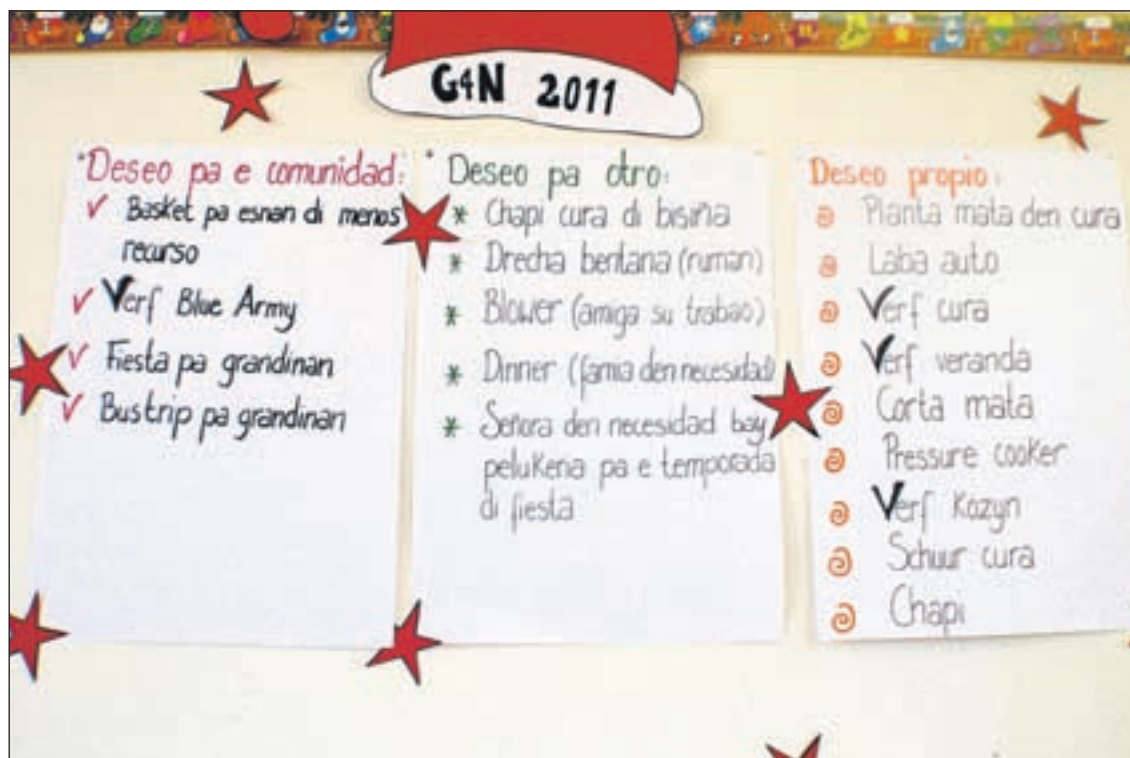 G4N 2011
"Deseo pa e comunidad:
Basket pa esnan di menos
recurso
Verf Blue Army
Fiesta pa grandinan
Bustrip pa grandinan
Deseo pa otro:
Chapi cura di bisiña
Drecha bentana (ruman)
Blower (amiga su trabao)
Dinner (famia den necesidad)
Señora den necesidad bay
pelukeria pa e temporada
di fiesta
Deseo propio:
Planta mata den cura
Laba auto
Verf cura
Verf veranda
Corta mata
Pressure cooker
Verf Kozyn
Schuur cura
Chapi